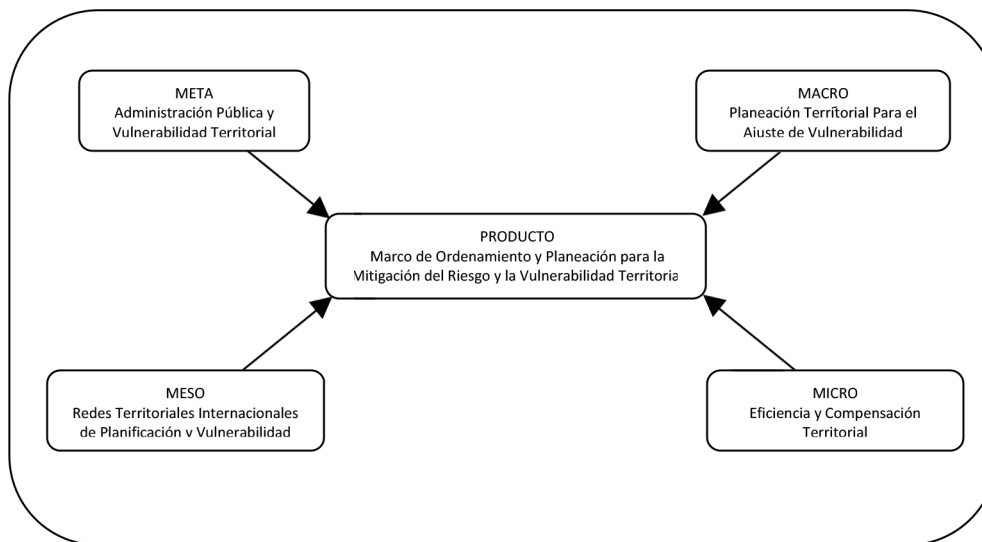 META
Administración Pública y
Vulnerabilidad Territorial
MACRO
Planeación Territorial Para el
Ajuste de Vulnerabilidad
PRODUCTO
Marco de Ordenamiento y Planeación para la
Mitigación del Riesgo y la Vulnerabilidad Territoria
MESO
Redes Territoriales Internacionales
de Planificación y Vulnerabilidad
MICRO
Eficiencia y Compensación
Territorial